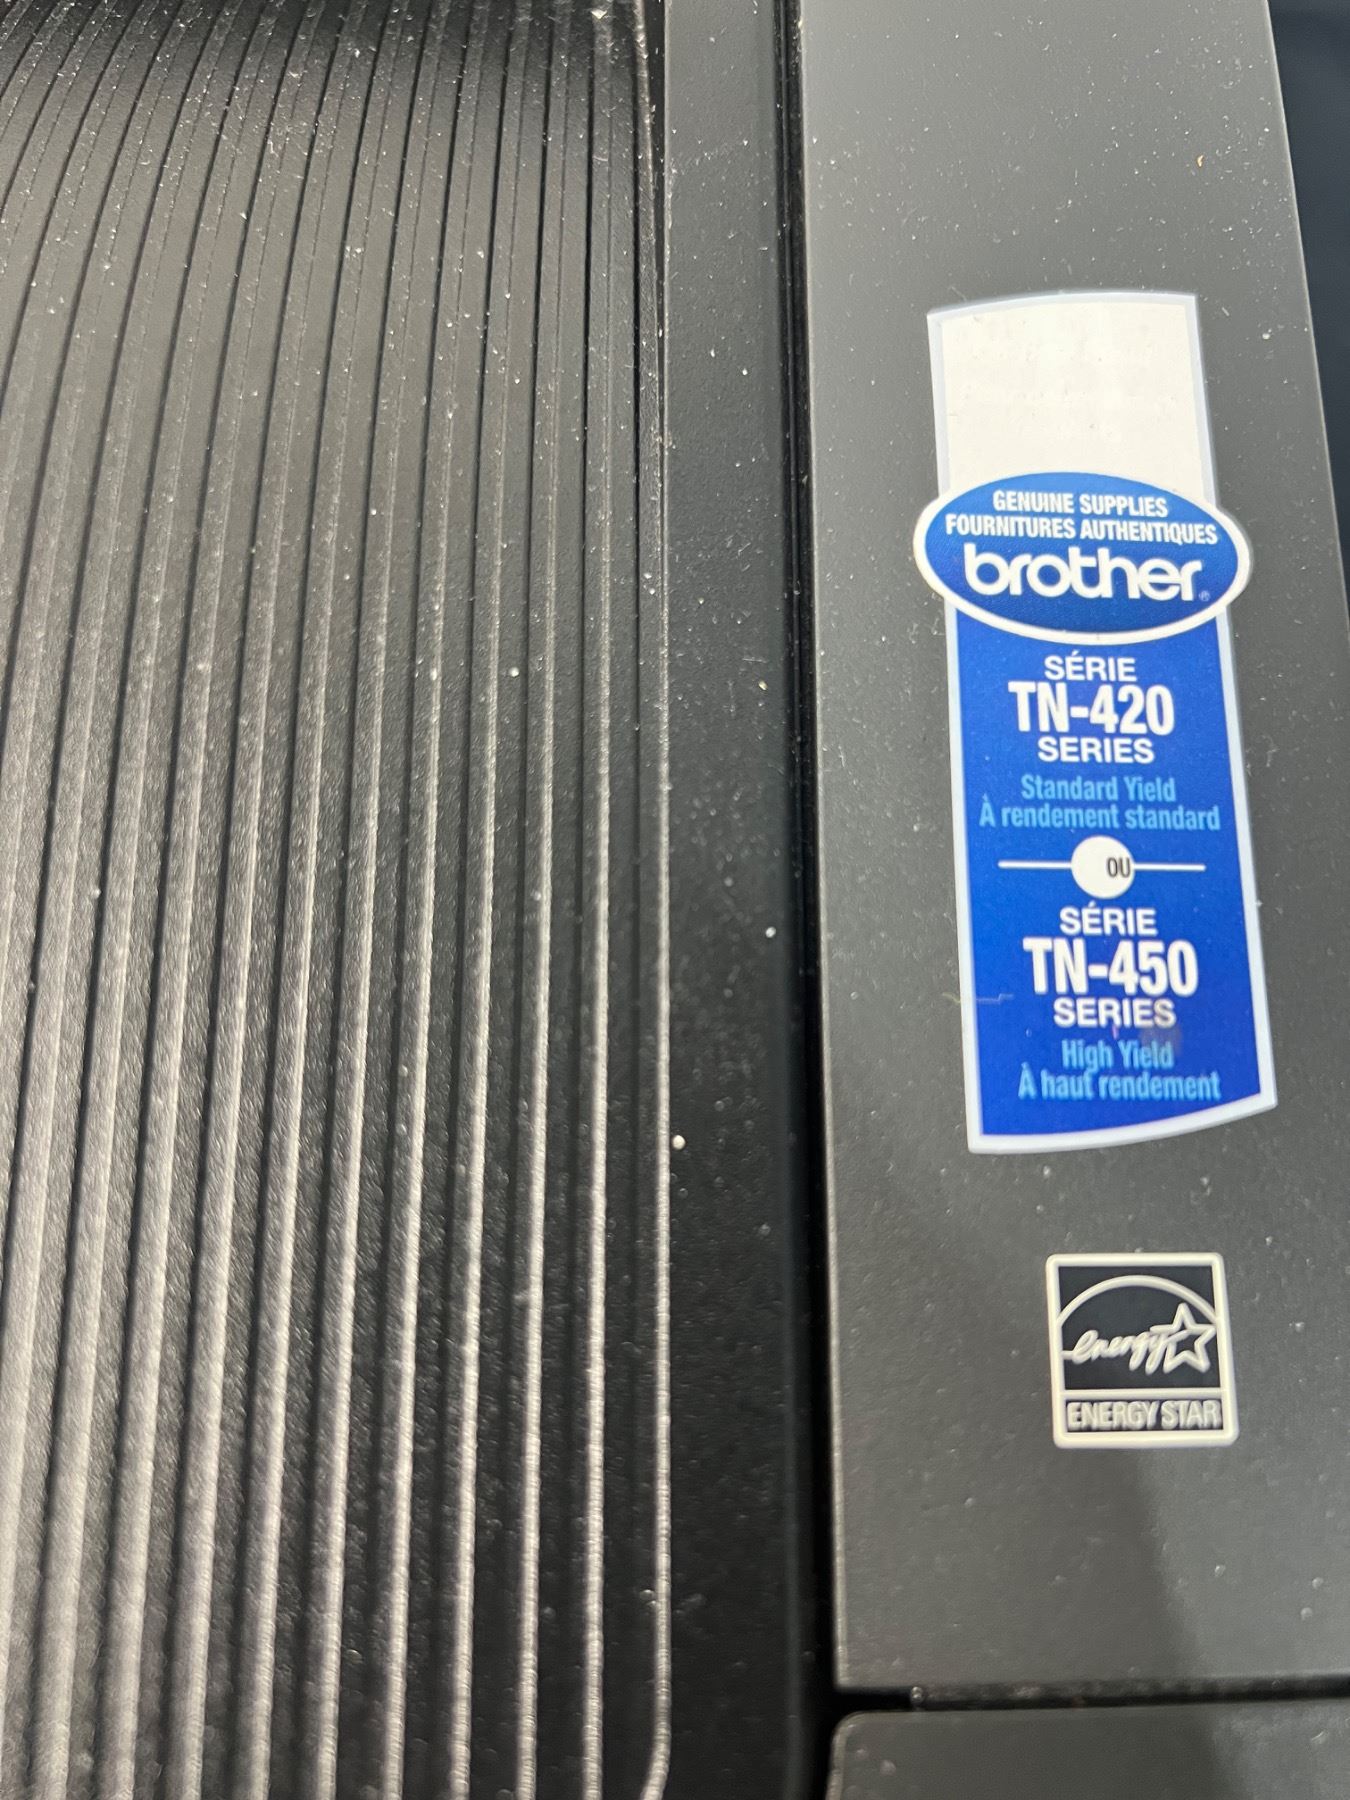 GENUINE SUPPLIES
FOURNITURES AUTHENTIQUES
brother®
SÉRIE
TN-420
SERIES
Standard Yield
À rendement standard
OU
SÉRIE
TN-450
SERIES
High Yield
À haut rendement
energy
ENERGY STAR